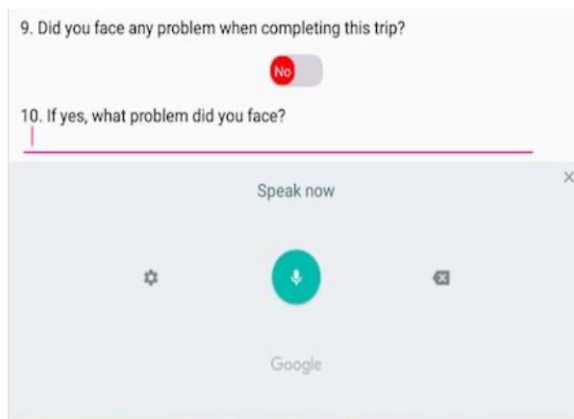 9. Did you face any problem when completing this trip?
No
10. If yes, what problem did you face?
Speak now
Google